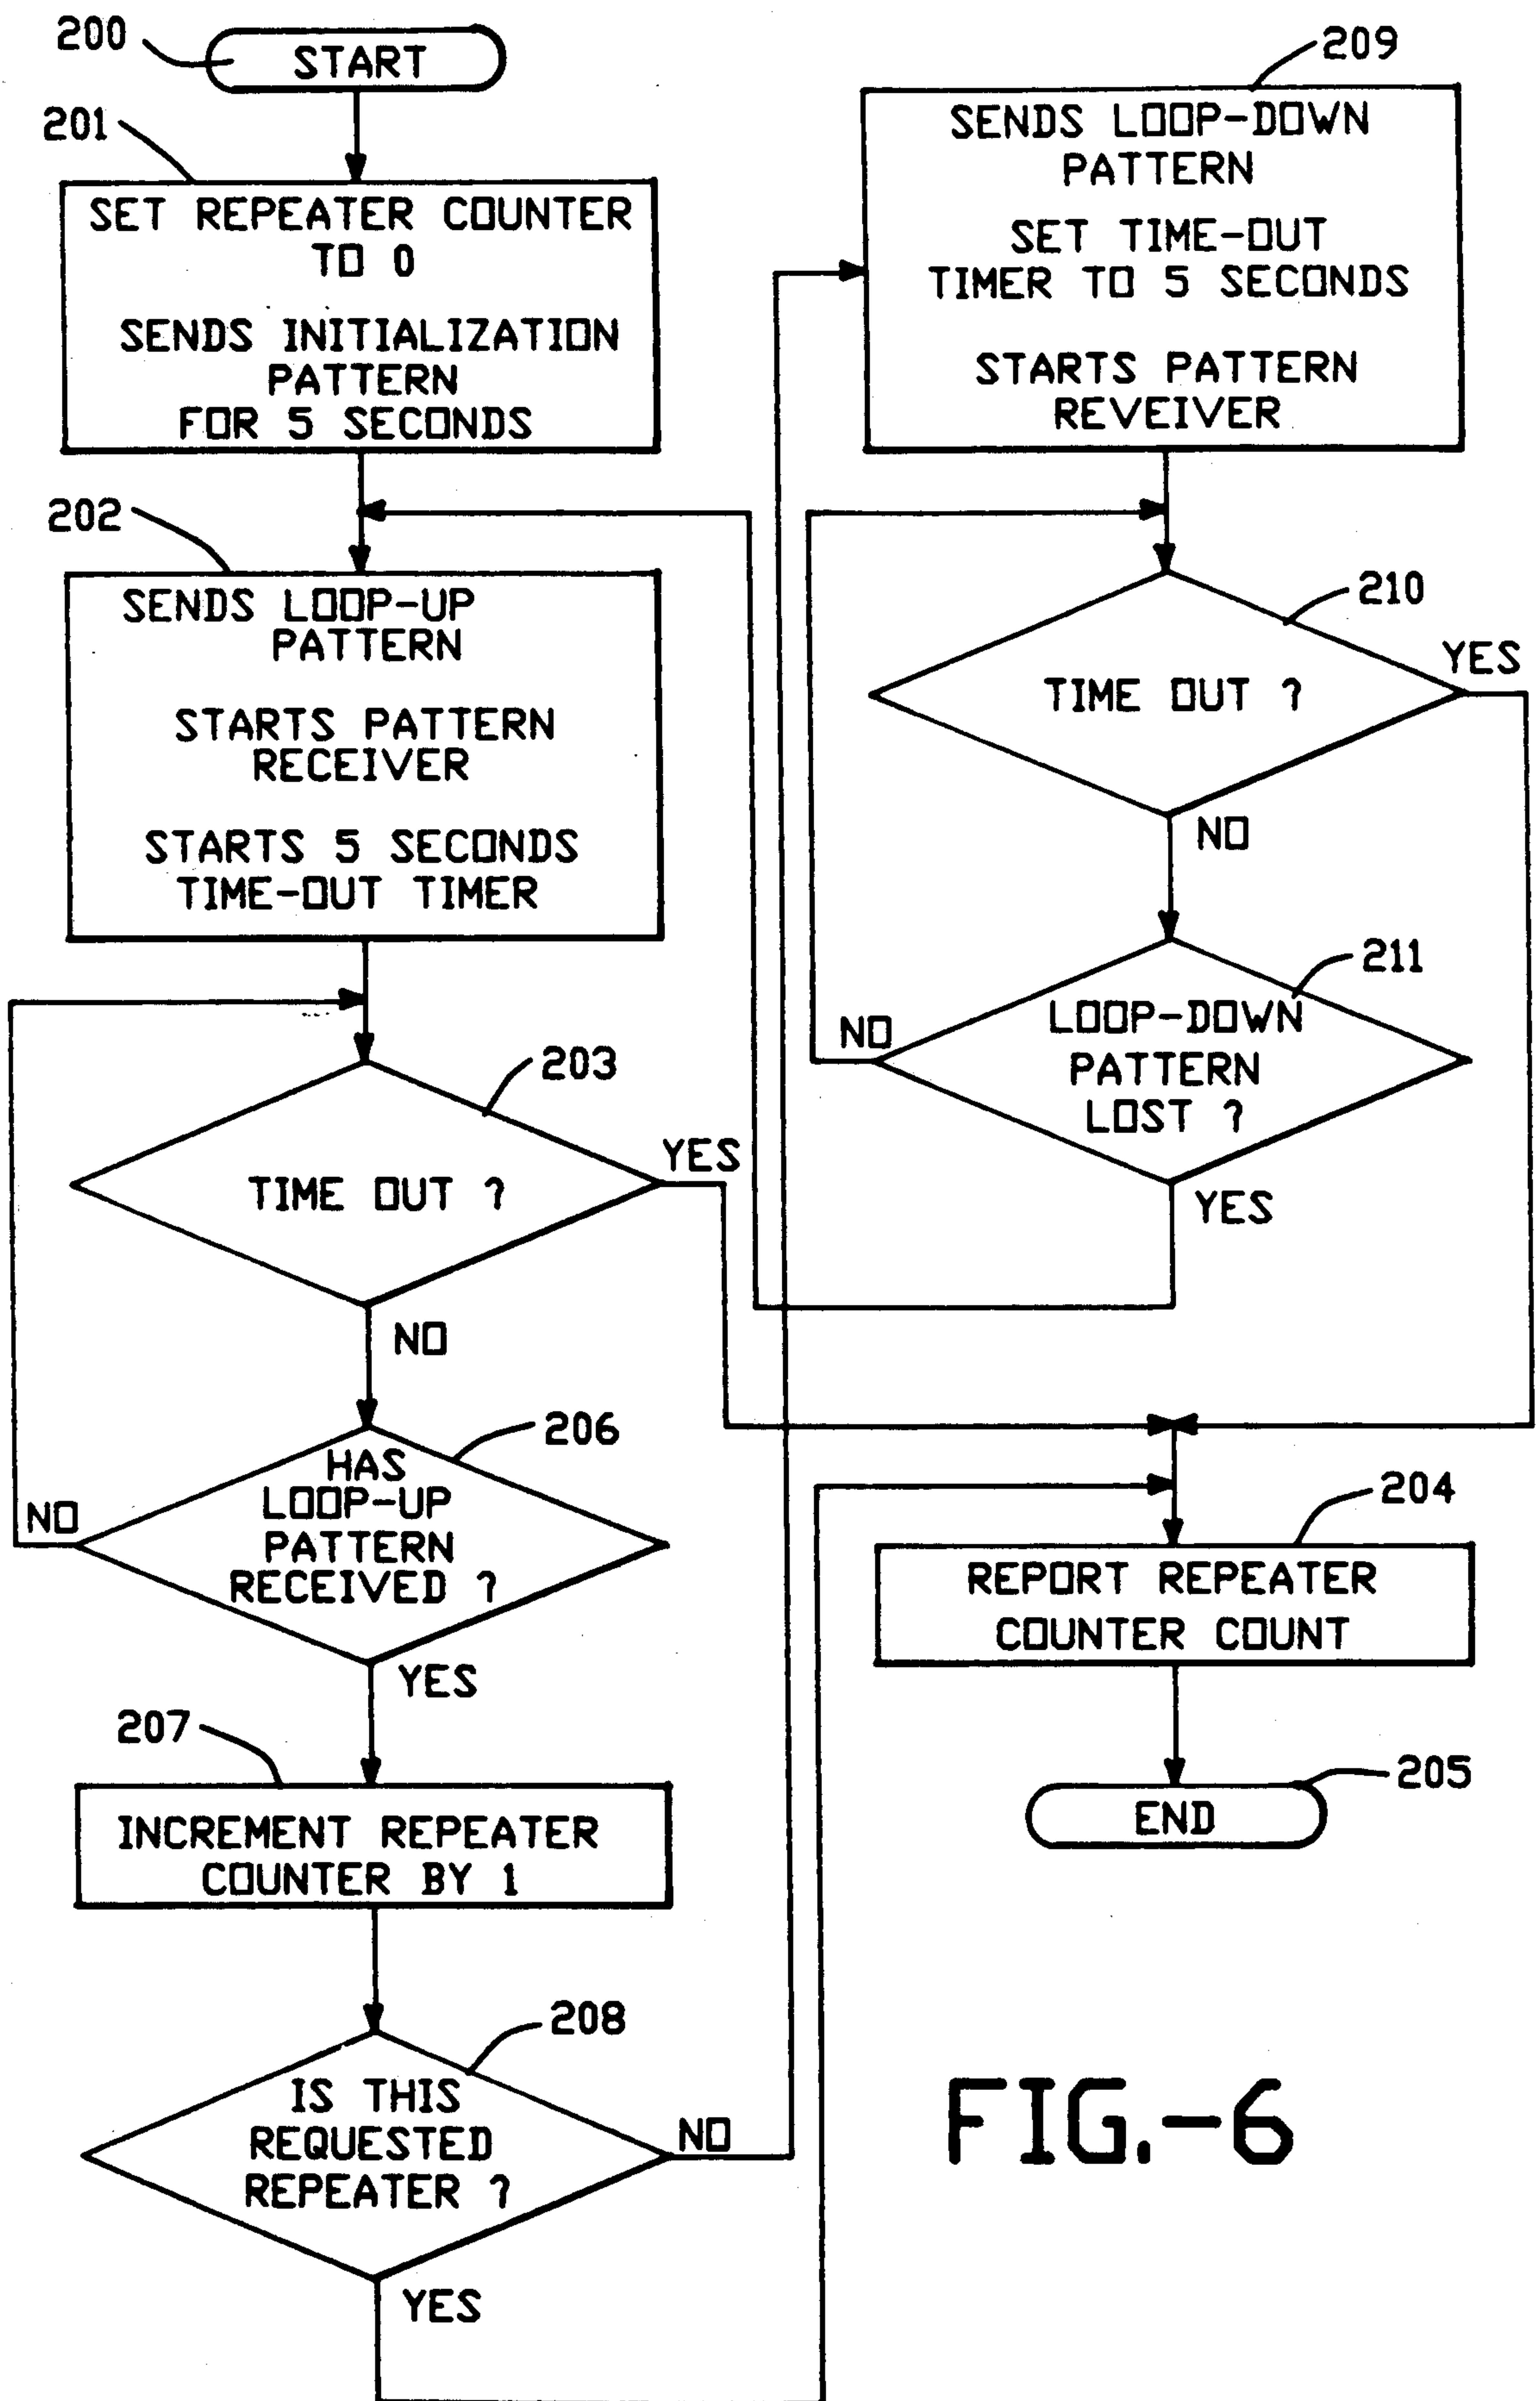 200
START
201
SET REPEATER COUNTER
TO 0
SENDS INITIALIZATION
PATTERN
FOR 5 SECONDS
202
SENDS LOOP-UP
PATTERN
STARTS PATTERN
RECEIVER
STARTS 5 SECONDS
TIME-OUT TIMER
203
TIME OUT ?
YES
NO
206
HAS
LOOP-UP
PATTERN
RECEIVED ?
NO
YES
207
INCREMENT REPEATER
COUNTER BY 1
208
IS THIS
REQUESTED
REPEATER ?
NO
YES
209
SENDS LOOP-DOWN
PATTERN
SET TIME-OUT
TIMER TO 5 SECONDS
STARTS PATTERN
REVEIVER
210
TIME OUT ?
YES
NO
211
LOOP-DOWN
PATTERN
LOST ?
NO
YES
204
REPORT REPEATER
COUNTER COUNT
205
END
FIG.-6